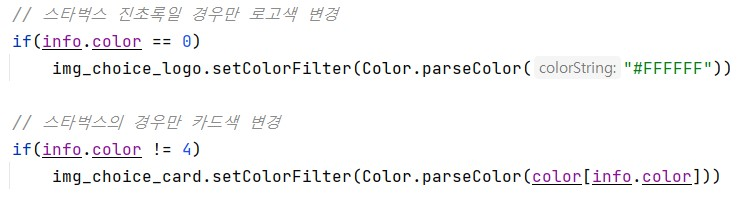 // 스타벅스 진초록일 경우만 로고색 변경
if(info.color == 0)
img_choice_logo.setColorFilter(Color.parseColor( colorString: "#FFFFFF"))
// 스타벅스의 경우만 카드색 변경
if(info.color != 4)
img_choice_card.setColorFilter(Color.parseColor(color[info.color]))